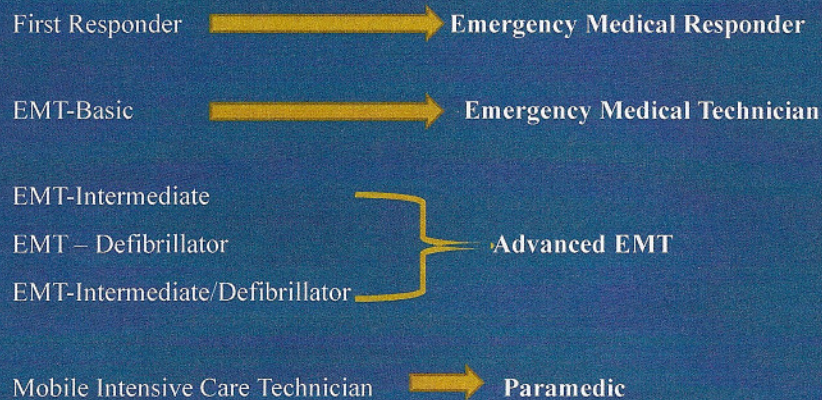 First Responder Emergency Medical Responder
EMT-Basic Emergency Medical Technician
EMT-Intermediate
EMT – Defibrillator Advanced EMT
EMT-Intermediate/Defibrillator
Mobile Intensive Care Technician Paramedic